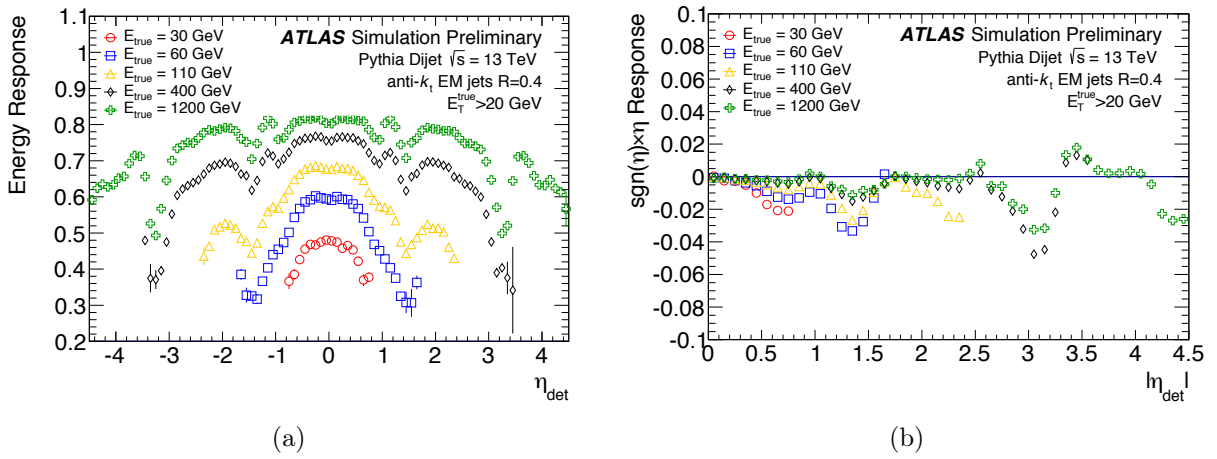 Energy Response
1.1
1
0.9
0.8
0.7
0.6
0.5
0.4
0.3
0.2
E_true = 30 GeV
E_true = 60 GeV
E_true = 110 GeV
E_true = 400 GeV
E_true = 1200 GeV
ATLAS Simulation Preliminary
Pythia Dijet √s = 13 TeV
anti-k_t EM jets R=0.4
E_T^true>20 GeV
-4 -3 -2 -1 0 1 2 3 4
η_det
(a)
sgn(η)×η Response
0.1
0.08
0.06
0.04
0.02
0
-0.02
-0.04
-0.06
-0.08
-0.1
E_true = 30 GeV
E_true = 60 GeV
E_true = 110 GeV
E_true = 400 GeV
E_true = 1200 GeV
ATLAS Simulation Preliminary
Pythia Dijet √s = 13 TeV
anti-k_t EM jets R=0.4
E_T^true>20 GeV
0 0.5 1 1.5 2 2.5 3 3.5 4 4.5
|η_det|
(b)